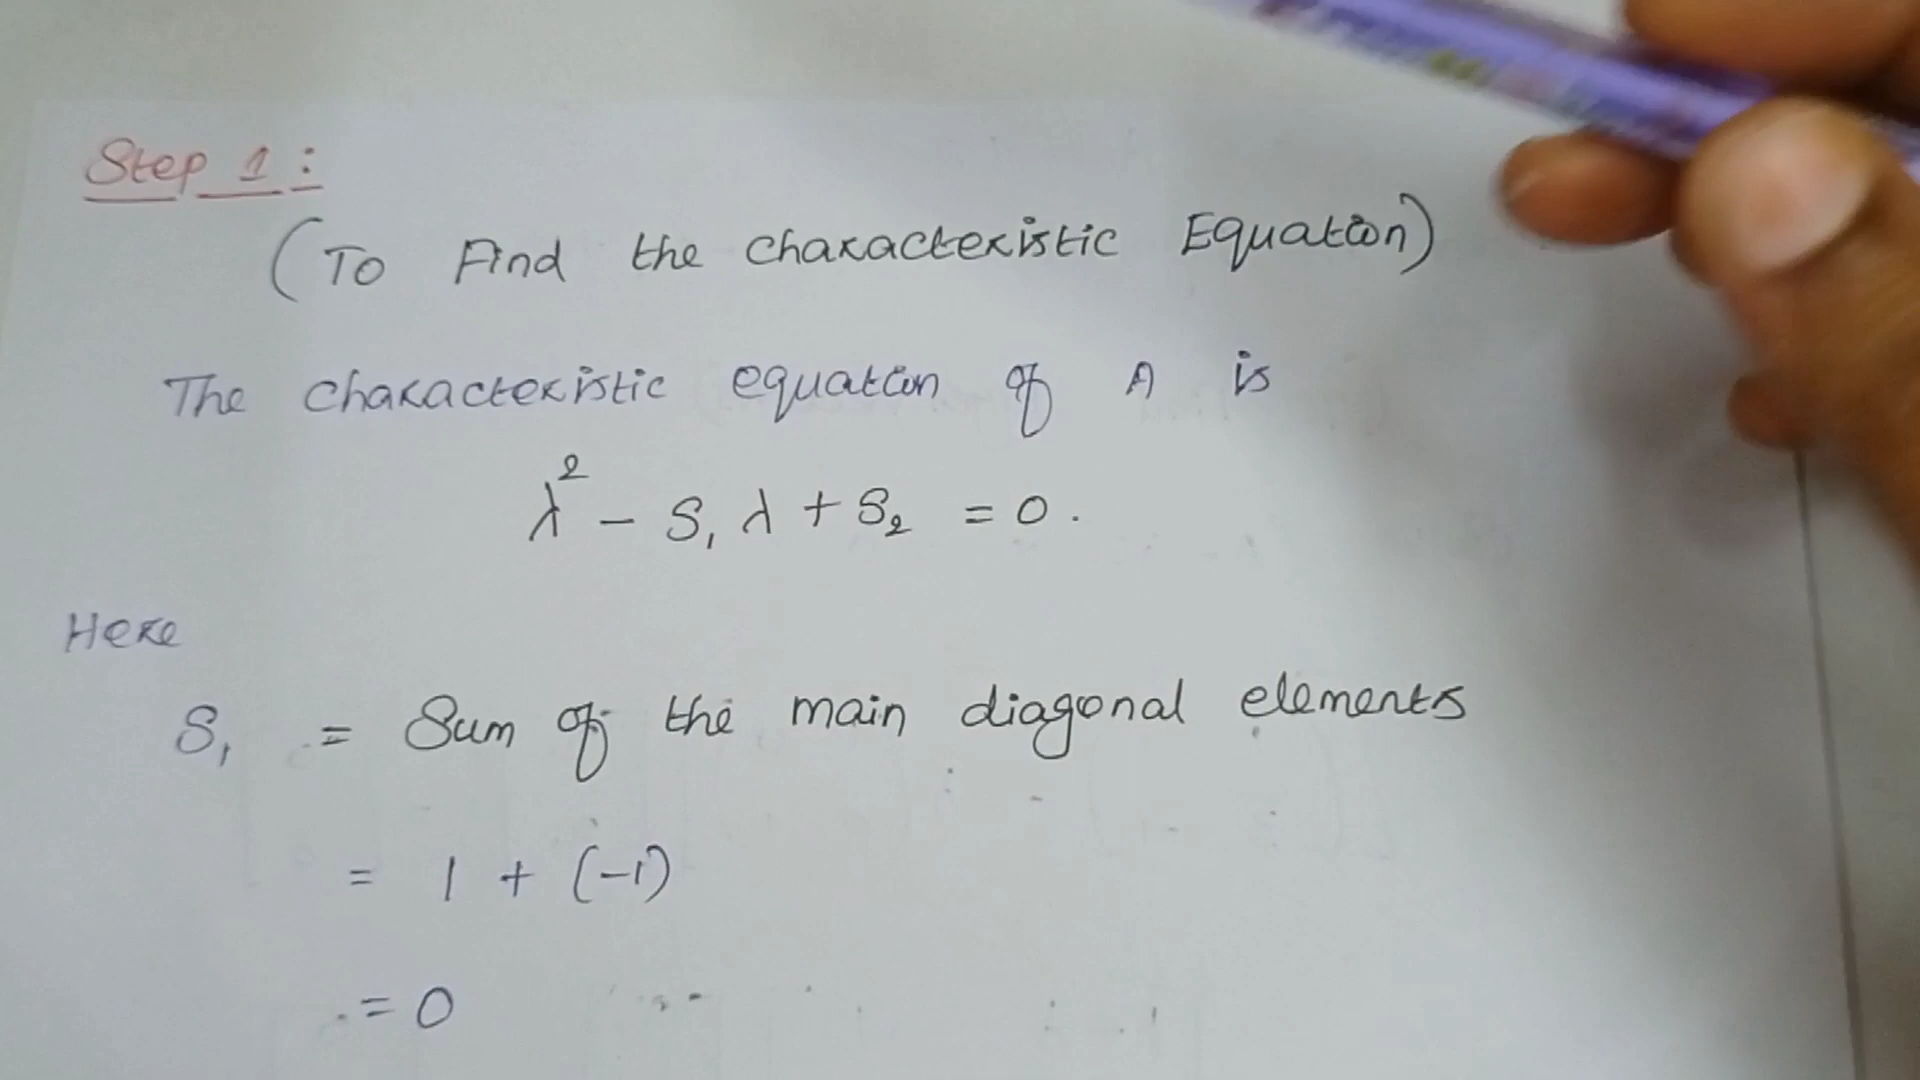 Step 1:
(To Find the characteristic Equation)
The characteristic equation of A is
λ² - S₁ λ + S₂ = 0.
Here
S₁ = Sum of the main diagonal elements
= 1 + (-1)
= 0